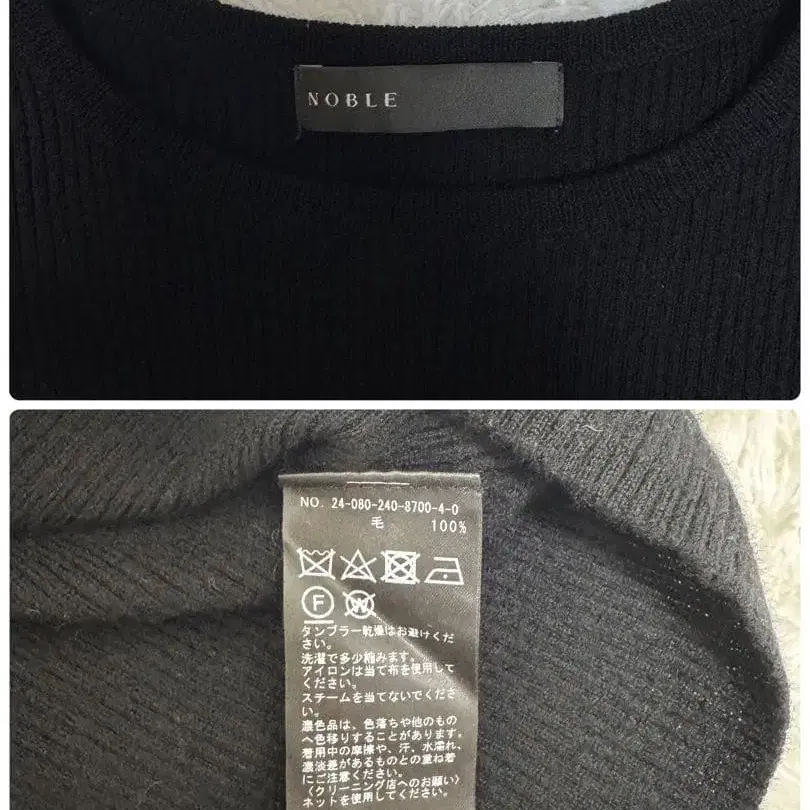 NOBLE
NO. 24-080-240-8700-4-0
毛 100%
F W
タンブラー乾燥はお避けくだ
さい。
洗濯で多少縮みます。
アイロンは当て布を使用して
ください。
スチームを当てないでくださ
い。
濃色品は、色落ちや他のもの
へ色移りすることがあります。
着用中の摩擦や、汗、水濡れ、
濃淡差があるものとの重ね着
にご注意ください。
〈クリーニング店へのお願い〉
ネットを使用してください。